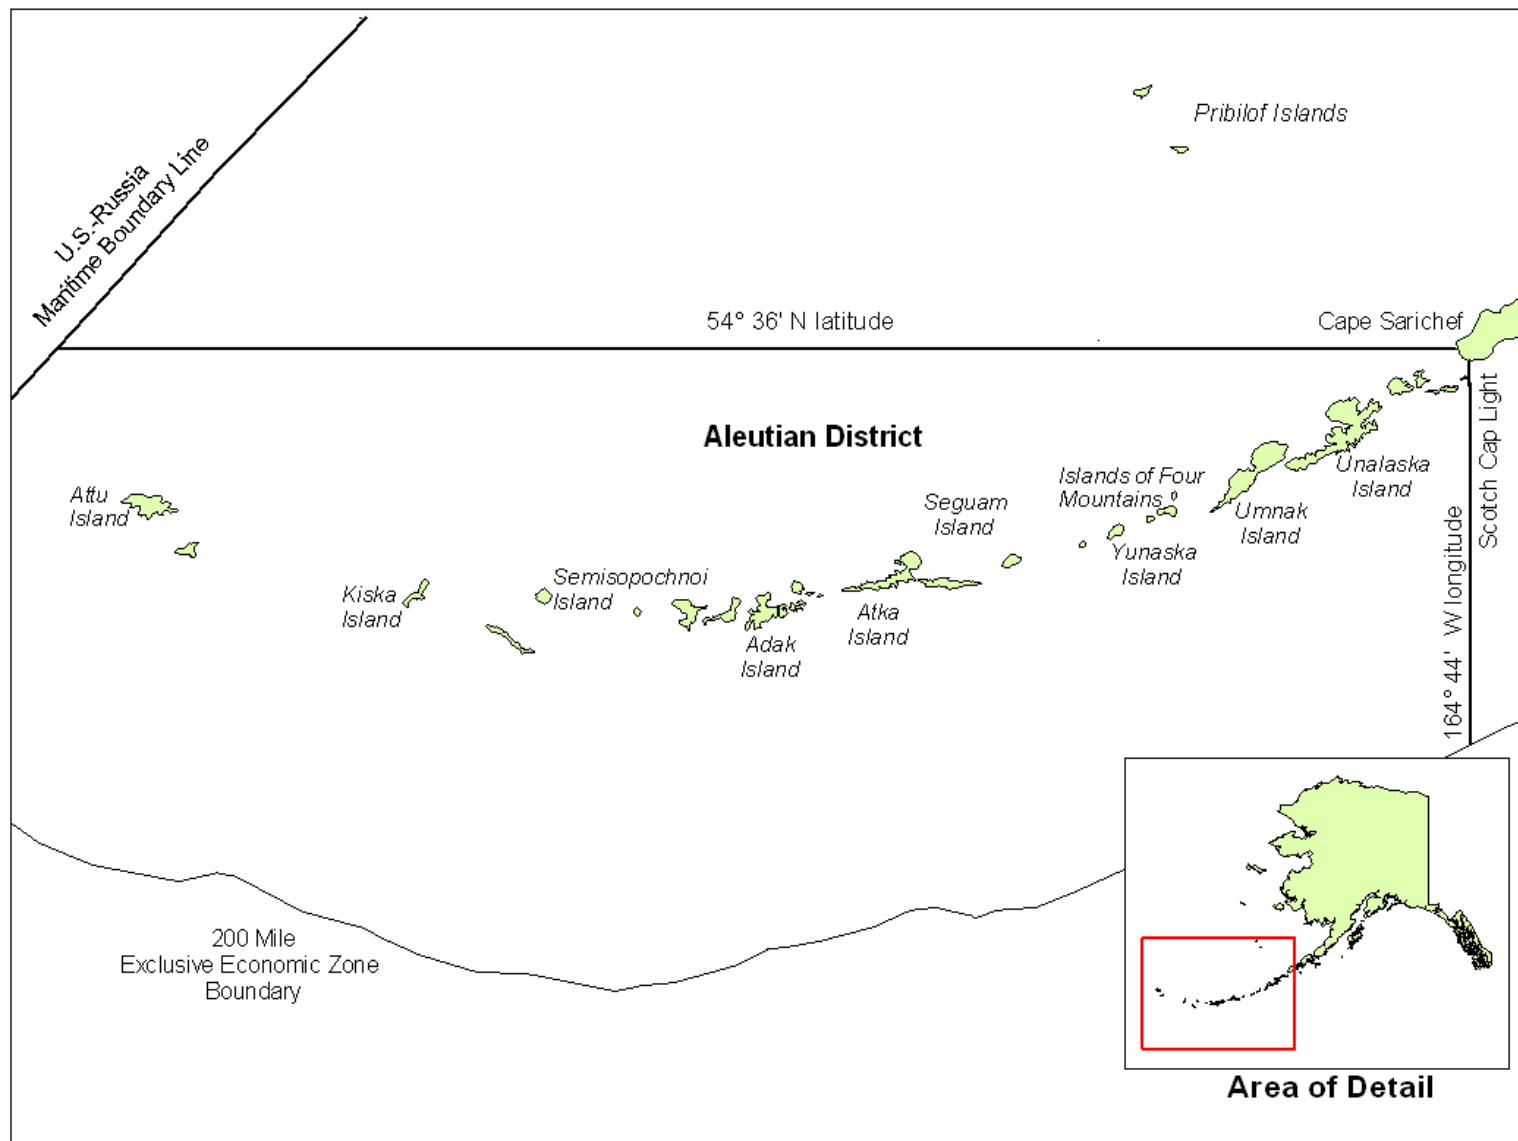 Pribilof Islands
U.S.-Russia
Maritime Boundary Line
54° 36' N latitude
Cape Sarichef
Scotch Cap Light
Aleutian District
Attu
Island
Kiska
Island
Semisopochnoi
Island
Adak
Island
Atka
Island
Seguam
Island
Islands of Four
Mountains
Yunaska
Island
Umnak
Island
Unalaska
Island
164° 44' W longitude
200 Mile
Exclusive Economic Zone
Boundary
Area of Detail